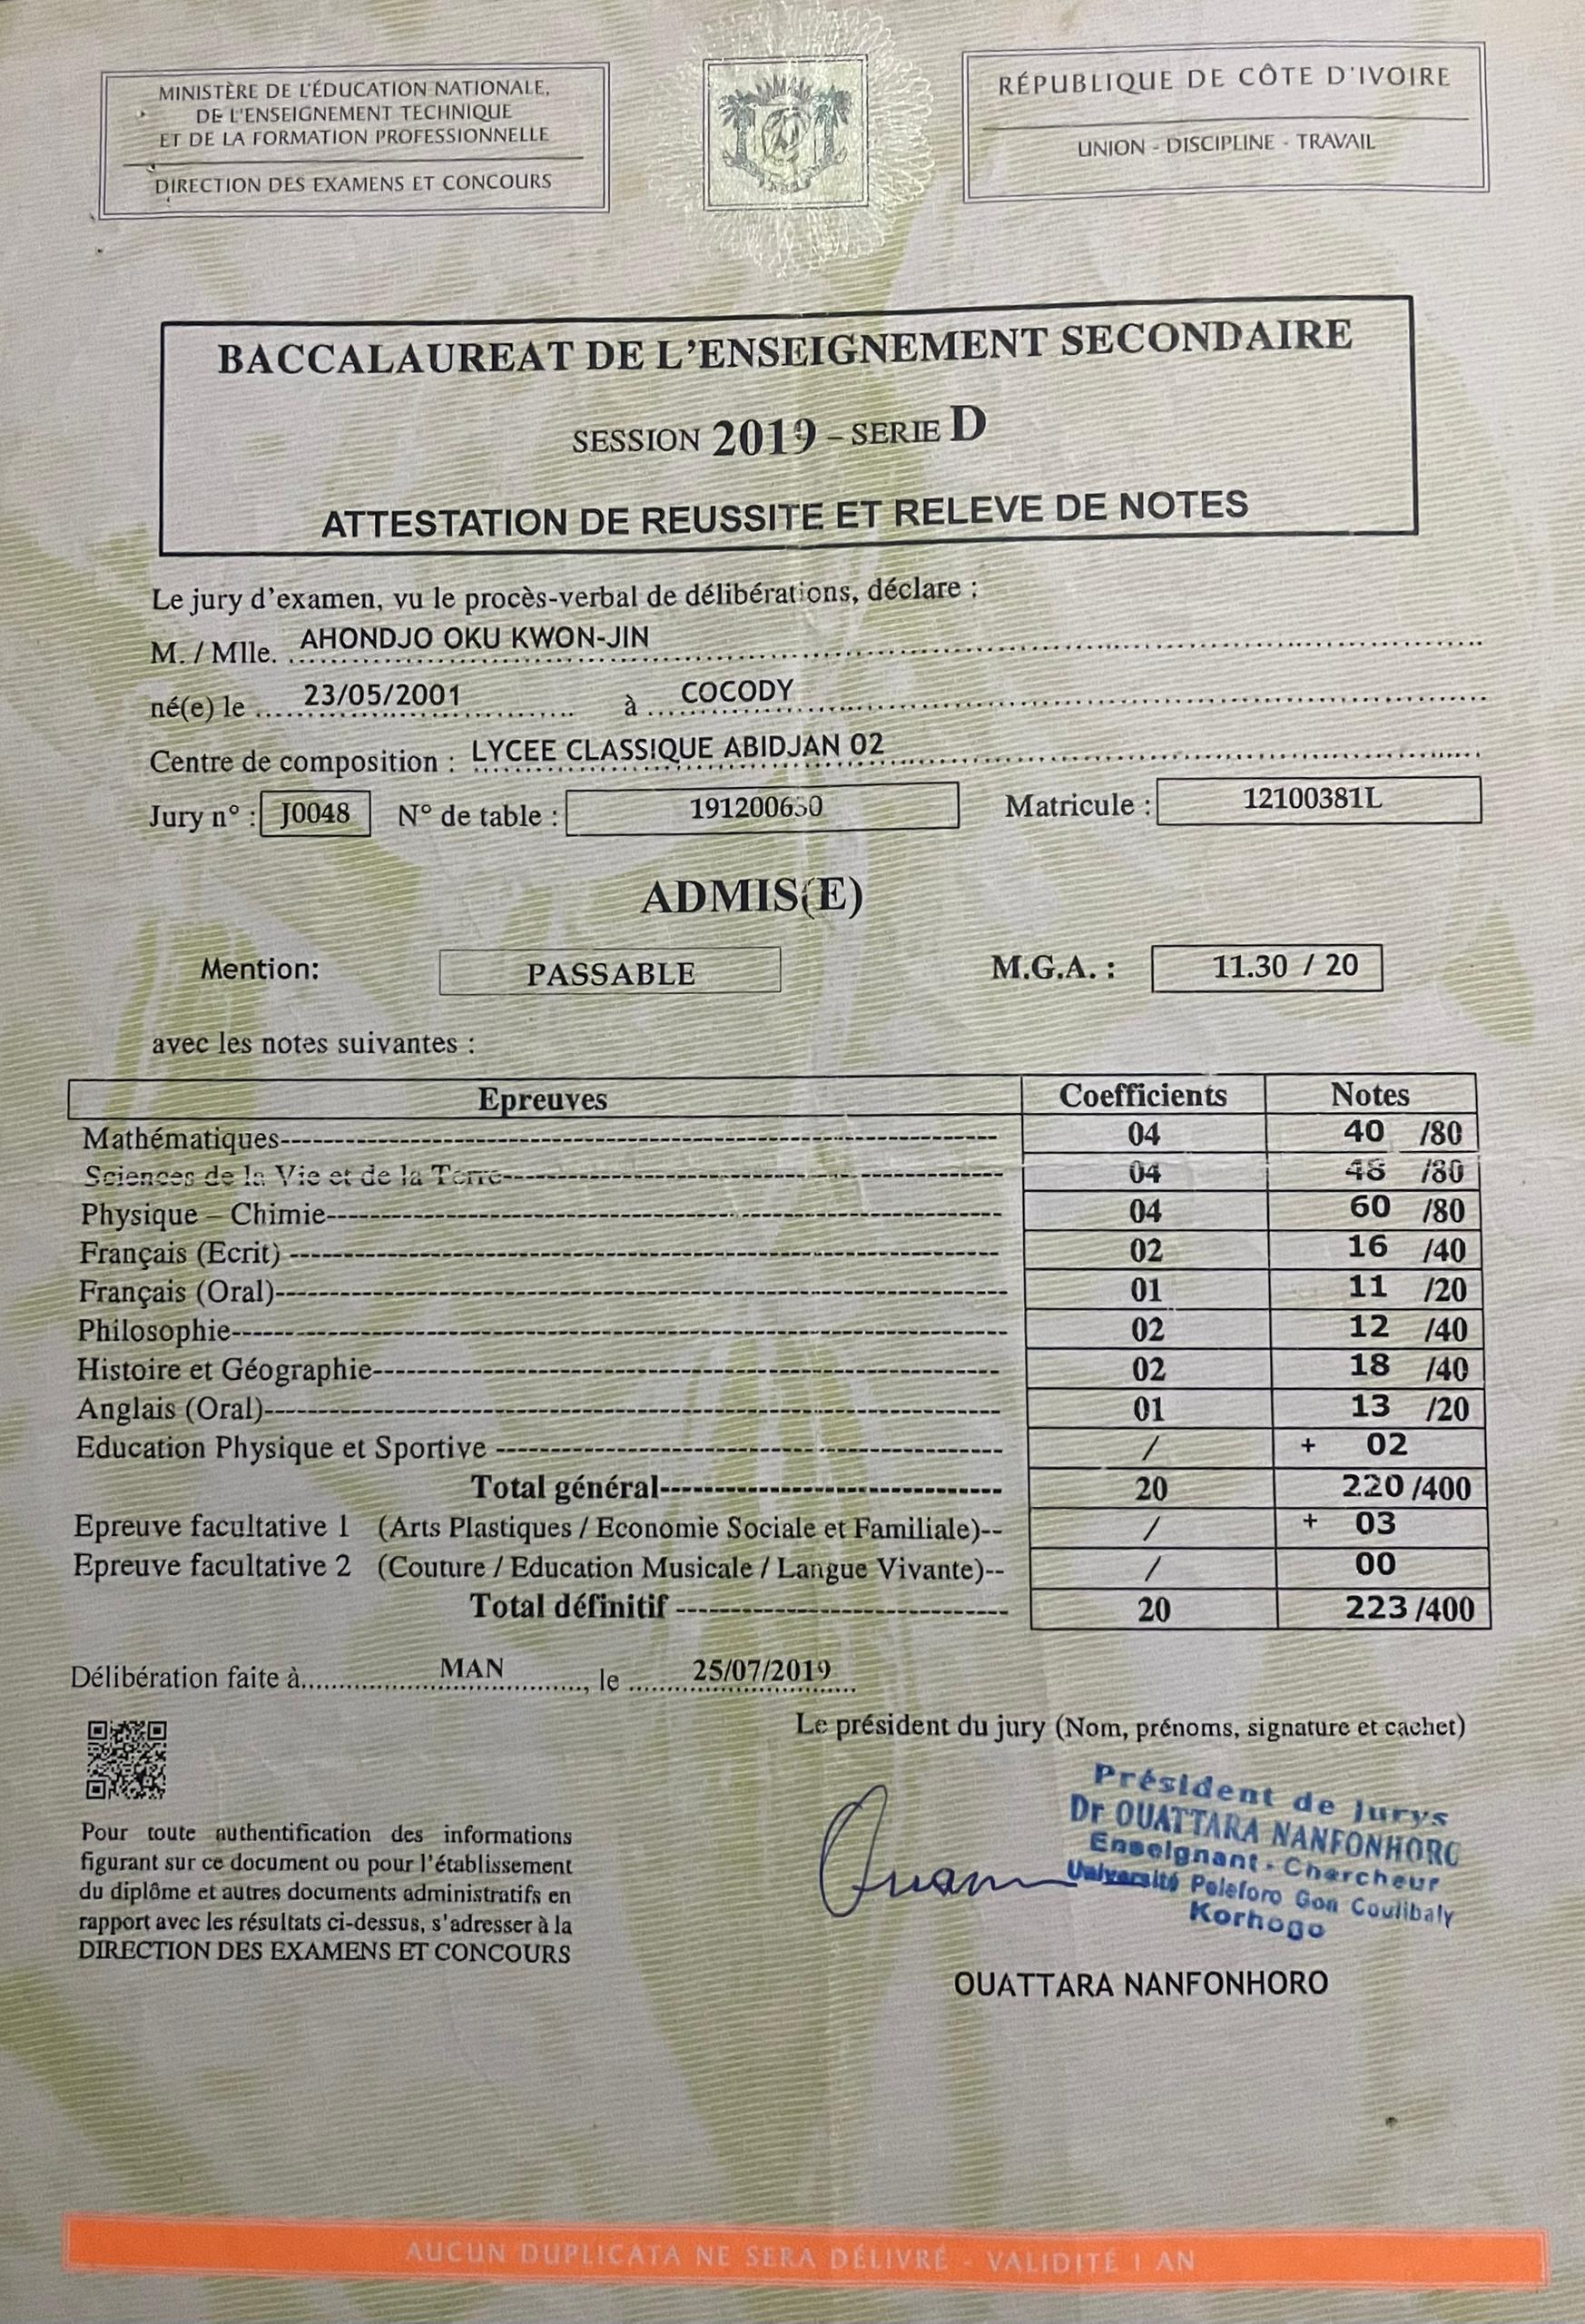 MINISTÈRE DE L'ÉDUCATION NATIONALE,
DE L'ENSEIGNEMENT TECHNIQUE
ET DE LA FORMATION PROFESSIONNELLE
DIRECTION DES EXAMENS ET CONCOURS
RÉPUBLIQUE DE CÔTE D'IVOIRE
UNION - DISCIPLINE - TRAVAIL
BACCALAUREAT DE L'ENSEIGNEMENT SECONDAIRE
SESSION 2019 – SERIE D
ATTESTATION DE REUSSITE ET RELEVE DE NOTES
Le jury d'examen, vu le procès-verbal de délibérations, déclare :
M. / Mlle. AHONDJO OKU KWON-JIN
né(e) le 23/05/2001 à COCODY
Centre de composition : LYCEE CLASSIQUE ABIDJAN 02
Jury n° : J0048 N° de table : Matricule : 12100381L
ADMIS(E)
Mention: PASSABLE M.G.A. : 11.30 / 20
avec les notes suivantes :
Epreuves Coefficients Notes
Mathématiques 04 40 /80
Sciences de la Vie et de la Terre 04 48 /80
Physique – Chimie 04 60 /80
Français (Ecrit) 02 16 /40
Français (Oral) 01 11 /20
Philosophie 02 12 /40
Histoire et Géographie 02 18 /40
Anglais (Oral) 01 13 /20
Education Physique et Sportive / + 02
Total général 20 220 /400
Epreuve facultative 1 (Arts Plastiques / Economie Sociale et Familiale)-- / + 03
Epreuve facultative 2 (Couture / Education Musicale / Langue Vivante)-- / 00
Total définitif 20 223 /400
Délibération faite à MAN, le 25/07/2019
Le président du jury (Nom, prénoms, signature et cachet)
Président de Jurys
Dr OUATTARA NANFONHORO
Enseignant - Chercheur
Université Peleforo Gon Coulibaly
Korhogo
OUATTARA NANFONHORO
Pour toute authentification des informations
figurant sur ce document ou pour l'établissement
du diplôme et autres documents administratifs en
rapport avec les résultats ci-dessus, s'adresser à la
DIRECTION DES EXAMENS ET CONCOURS
AUCUN DUPLICATA NE SERA DÉLIVRÉ - VALIDITÉ 1 AN